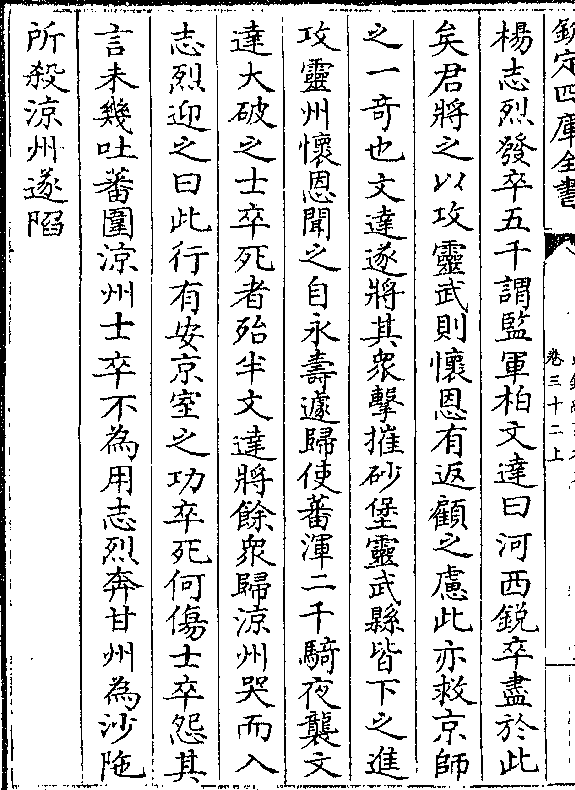 欽定四庫全書
卷三十二上
楊志烈發卒五千謂監軍柏文達曰河西銳卒盡於此
矣君將之以攻靈武則懷恩有返顧之慮此亦救京師
之一奇也文達遂將其衆擊摧砂堡靈武縣皆下之進
攻靈州懷恩聞之自永壽遽歸使蕃渾二千騎夜襲文
達大破之士卒死者殆半文達將餘衆歸涼州哭而入
志烈迎之曰此行有安京室之功卒死何傷士卒怨其
言未幾吐蕃圍涼州士卒不為用志烈奔甘州為沙陁
所殺涼州遂陷